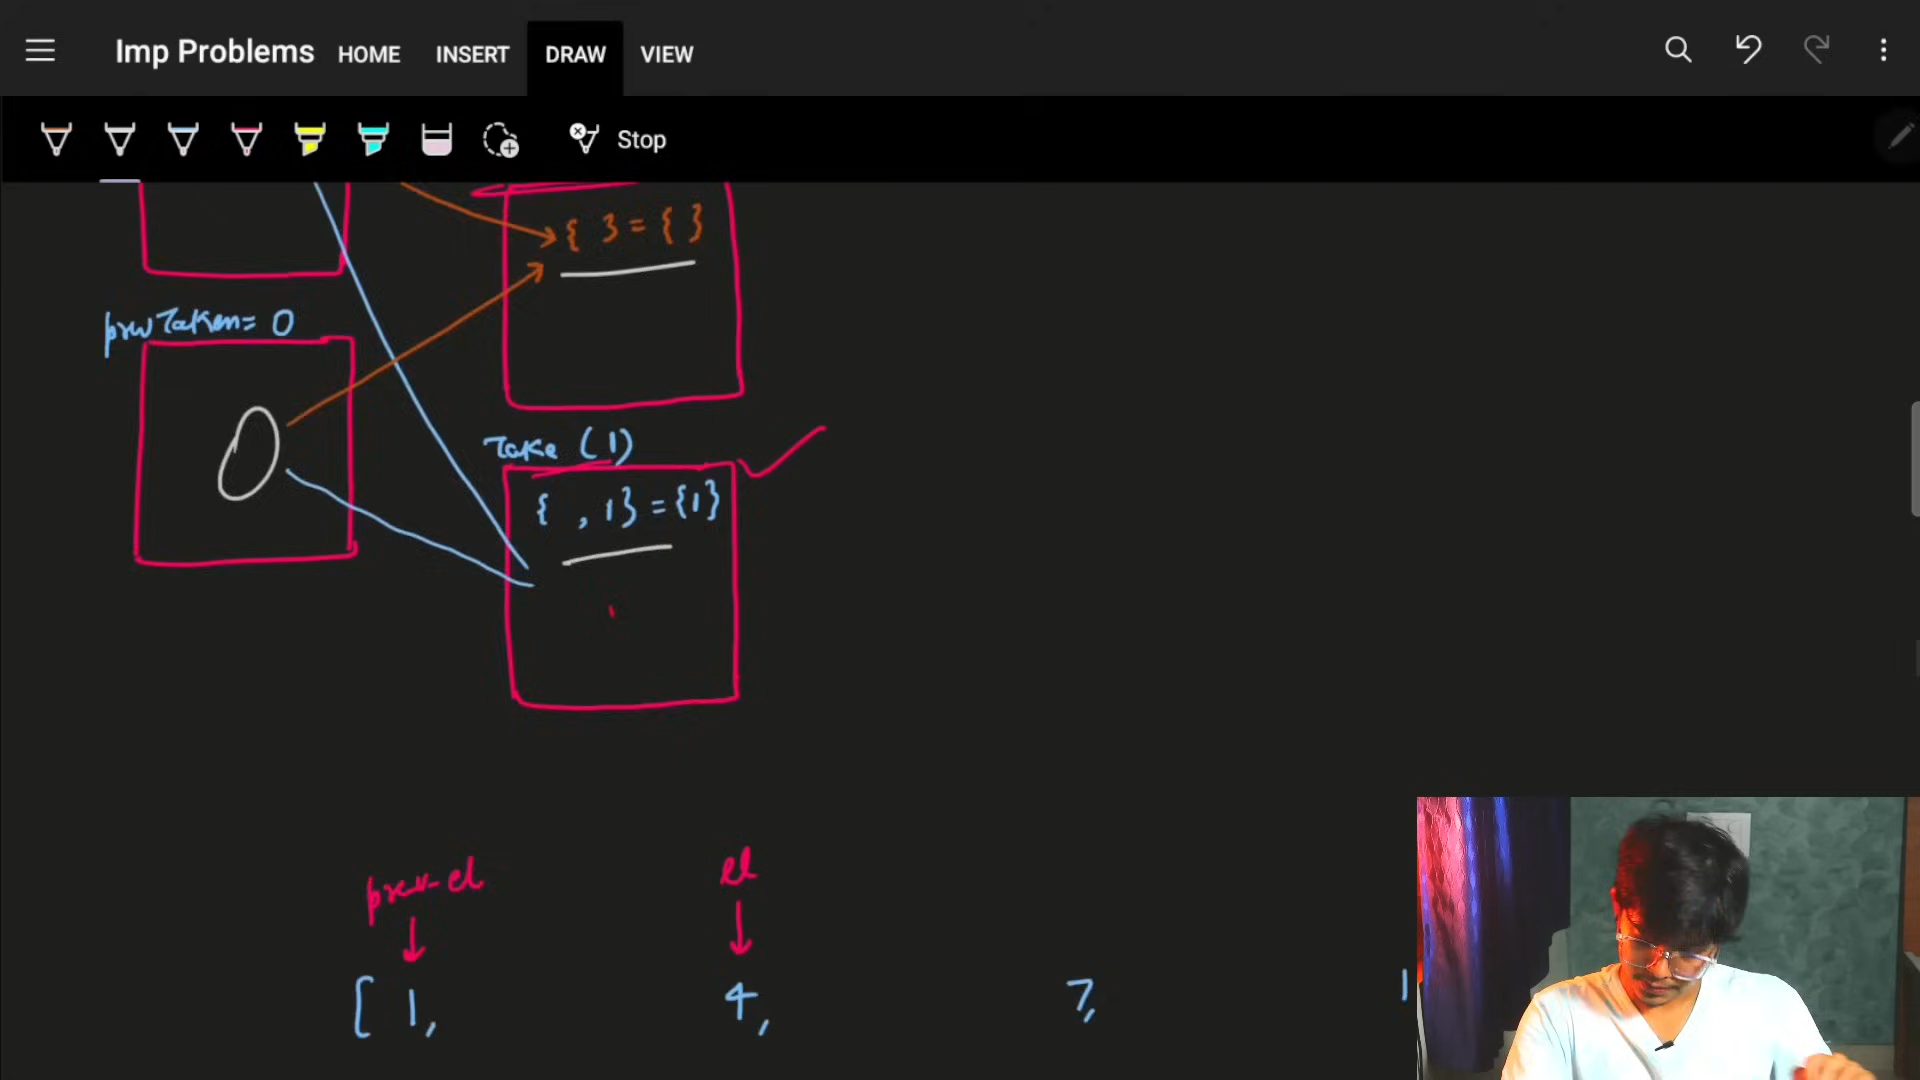 Imp Problems HOME INSERT DRAW VIEW
Stop
{ } = { }
prevTaken = 0
0
Take (1)
{ , 1} = {1}
prev-el
el
[ 1, 4, 7, 1